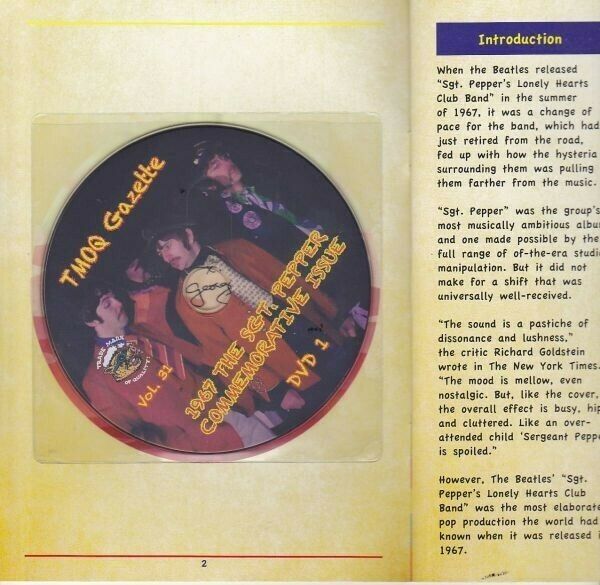 TMOQ Gazette
George
TRADE MARK
OF QUALITY
Vol. 31
1967 THE SGT. PEPPER
COMMEMORATIVE ISSUE
DVD 1
2
Introduction
When the Beatles released
“Sgt. Pepper's Lonely Hearts
Club Band” in the summer
of 1967, it was a change of
pace for the band, which had
just retired from the road,
fed up with how the hysteria
surrounding them was pulling
them farther from the music.
“Sgt. Pepper” was the group's
most musically ambitious albu
and one made possible by the
full range of of-the-era studi
manipulation. But it did not
make for a shift that was
universally well-received.
“The sound is a pastiche of
dissonance and lushness,”
the critic Richard Goldstein
wrote in The New York Times.
“The mood is mellow, even
nostalgic. But, like the cover,
the overall effect is busy, hip
and cluttered. Like an over-
attended child ‘Sergeant Peppe
is spoiled.”
However, The Beatles' “Sgt.
Pepper's Lonely Hearts Club
Band” was the most elaborate
pop production the world had
known when it was released i
1967.